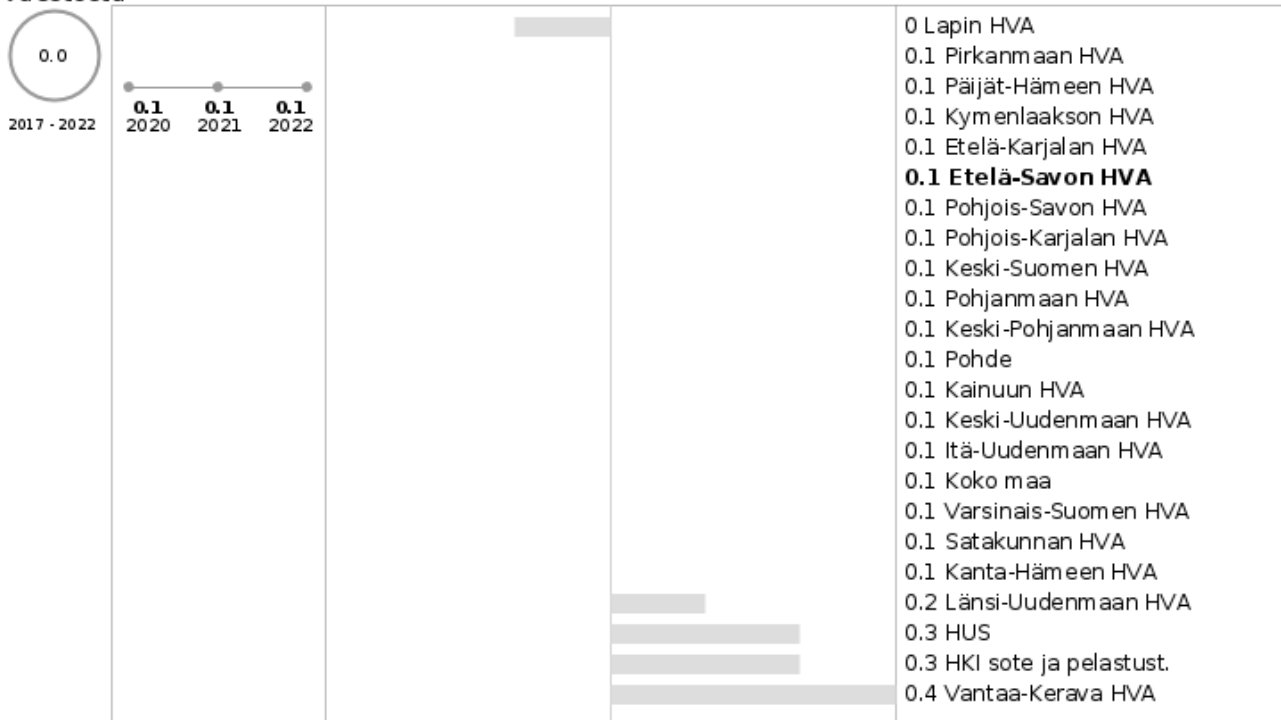 0.0
2017 - 2022
0.1 0.1 0.1
2020 2021 2022
0 Lapin HVA
0.1 Pirkanmaan HVA
0.1 Päijät-Hämeen HVA
0.1 Kymenlaakson HVA
0.1 Etelä-Karjalan HVA
0.1 Etelä-Savon HVA
0.1 Pohjois-Savon HVA
0.1 Pohjois-Karjalan HVA
0.1 Keski-Suomen HVA
0.1 Pohjanmaan HVA
0.1 Keski-Pohjanmaan HVA
0.1 Pohde
0.1 Kainuun HVA
0.1 Keski-Uudenmaan HVA
0.1 Itä-Uudenmaan HVA
0.1 Koko maa
0.1 Varsinais-Suomen HVA
0.1 Satakunnan HVA
0.1 Kanta-Hämeen HVA
0.2 Länsi-Uudenmaan HVA
0.3 HUS
0.3 HKI sote ja pelastust.
0.4 Vantaa-Kerava HVA